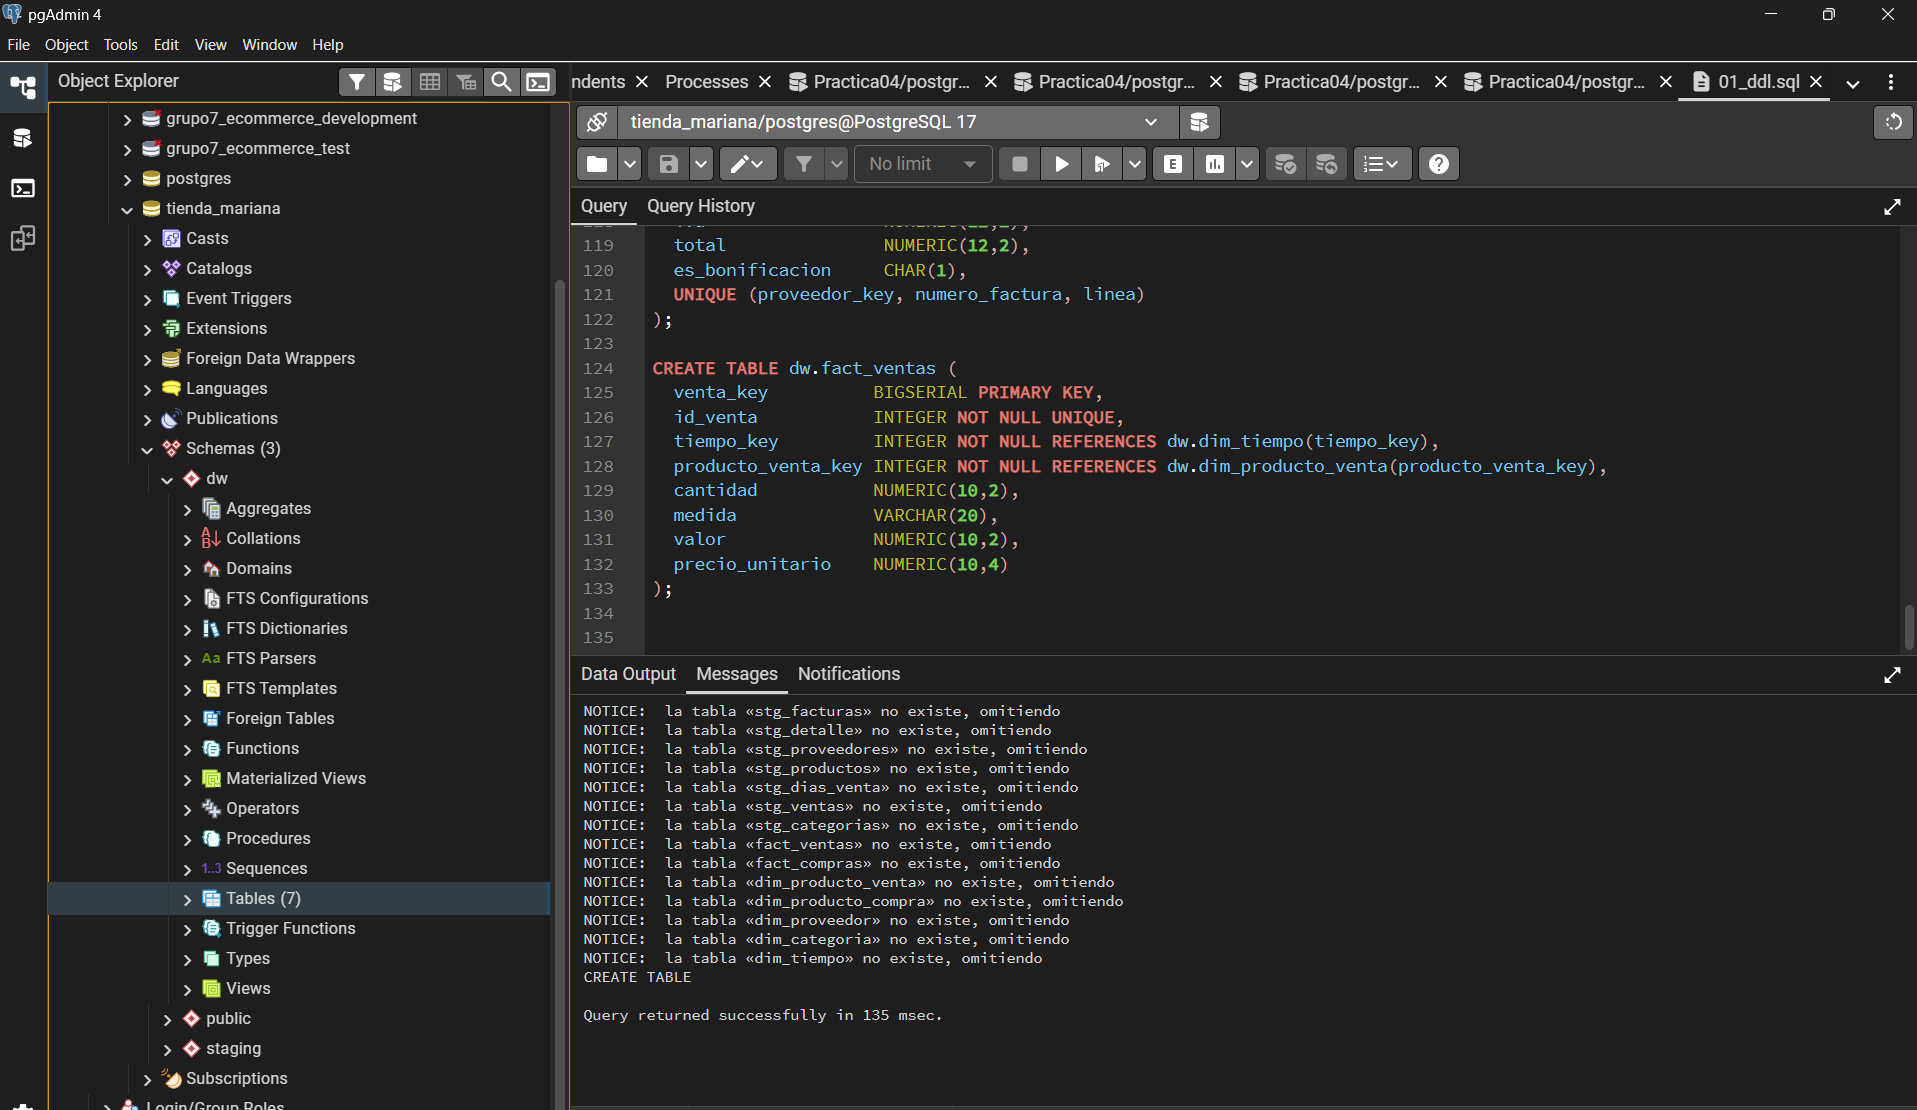 pgAdmin 4
File Object Tools Edit View Window Help
Object Explorer
ndents Processes Practica04/postgr... Practica04/postgr... Practica04/postgr... Practica04/postgr... 01_ddl.sql
grupo7_ecommerce_development
grupo7_ecommerce_test
postgres
tienda_mariana
Casts
Catalogs
Event Triggers
Extensions
Foreign Data Wrappers
Languages
Publications
Schemas (3)
dw
Aggregates
Collations
Domains
FTS Configurations
FTS Dictionaries
Aa FTS Parsers
FTS Templates
Foreign Tables
Functions
Materialized Views
Operators
Procedures
1..3 Sequences
Tables (7)
Trigger Functions
Types
Views
public
staging
Subscriptions
Login/Group Roles
tienda_mariana/postgres@PostgreSQL 17
No limit
E
Query Query History
119 total NUMERIC(12,2),
120 es_bonificacion CHAR(1),
121 UNIQUE (proveedor_key, numero_factura, linea)
122 );
123
124 CREATE TABLE dw.fact_ventas (
125 venta_key BIGSERIAL PRIMARY KEY,
126 id_venta INTEGER NOT NULL UNIQUE,
127 tiempo_key INTEGER NOT NULL REFERENCES dw.dim_tiempo(tiempo_key),
128 producto_venta_key INTEGER NOT NULL REFERENCES dw.dim_producto_venta(producto_venta_key),
129 cantidad NUMERIC(10,2),
130 medida VARCHAR(20),
131 valor NUMERIC(10,2),
132 precio_unitario NUMERIC(10,4)
133 );
134
135
Data Output Messages Notifications
NOTICE: la tabla «stg_facturas» no existe, omitiendo
NOTICE: la tabla «stg_detalle» no existe, omitiendo
NOTICE: la tabla «stg_proveedores» no existe, omitiendo
NOTICE: la tabla «stg_productos» no existe, omitiendo
NOTICE: la tabla «stg_dias_venta» no existe, omitiendo
NOTICE: la tabla «stg_ventas» no existe, omitiendo
NOTICE: la tabla «stg_categorias» no existe, omitiendo
NOTICE: la tabla «fact_ventas» no existe, omitiendo
NOTICE: la tabla «fact_compras» no existe, omitiendo
NOTICE: la tabla «dim_producto_venta» no existe, omitiendo
NOTICE: la tabla «dim_producto_compra» no existe, omitiendo
NOTICE: la tabla «dim_proveedor» no existe, omitiendo
NOTICE: la tabla «dim_categoria» no existe, omitiendo
NOTICE: la tabla «dim_tiempo» no existe, omitiendo
CREATE TABLE
Query returned successfully in 135 msec.